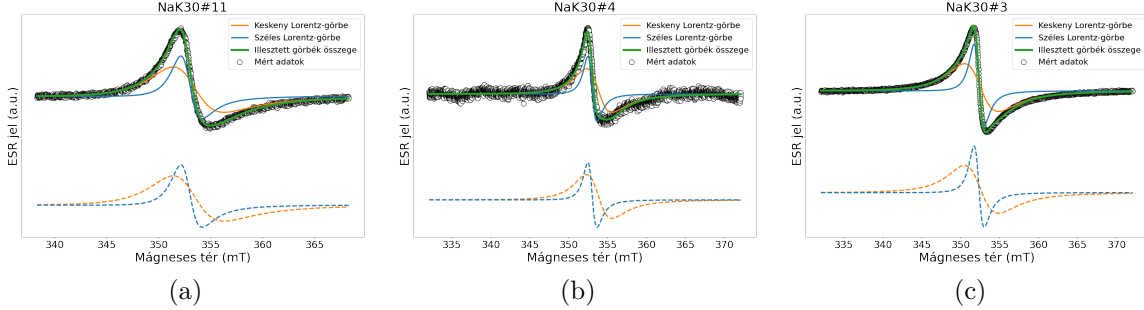 NaK30#11
Keskeny Lorentz-görbe
Széles Lorentz-görbe
Illesztett görbék összege
Mért adatok
ESR jel (a.u.)
340 345 350 355 360 365
Mágneses tér (mT)
(a)
NaK30#4
Keskeny Lorentz-görbe
Széles Lorentz-görbe
Illesztett görbék összege
Mért adatok
ESR jel (a.u.)
335 340 345 350 355 360 365 370
Mágneses tér (mT)
(b)
NaK30#3
Keskeny Lorentz-görbe
Széles Lorentz-görbe
Illesztett görbék összege
Mért adatok
ESR jel (a.u.)
335 340 345 350 355 360 365 370
Mágneses tér (mT)
(c)